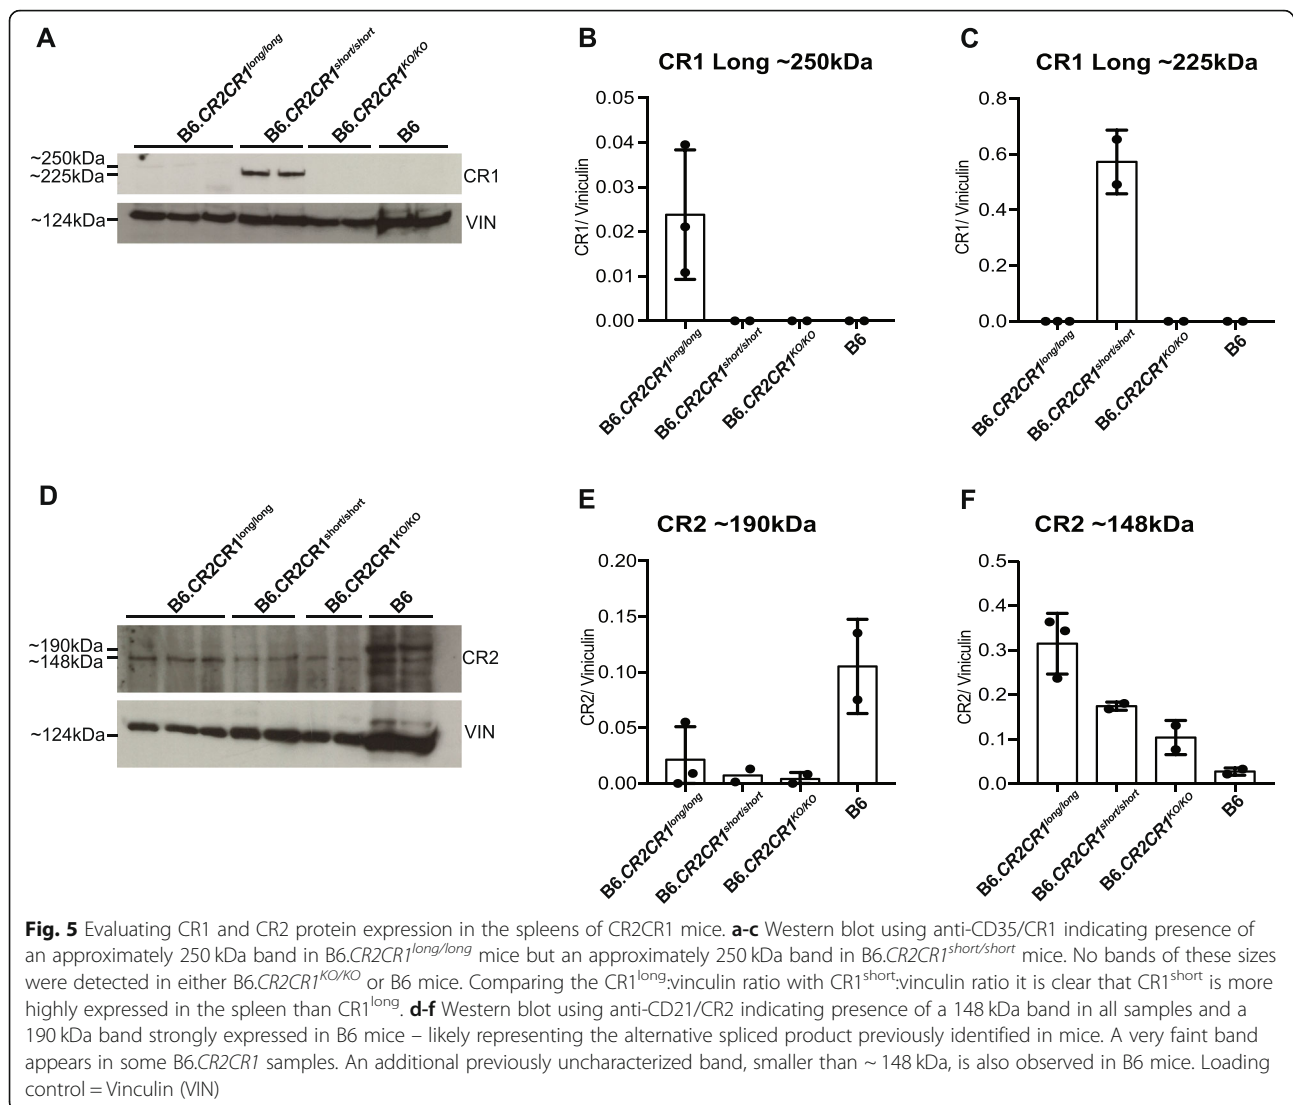 A
B6.CR2CR1long/long
B6.CR2CR1short/short
B6.CR2CR1KO/KO
B6
~250kDa
~225kDa
CR1
~124kDa
VIN
B
CR1 Long ~250kDa
CR1/ Viniculin
0.05
0.04
0.03
0.02
0.01
0.00
B6.CR2CR1long/long
B6.CR2CR1short/short
B6.CR2CR1KO/KO
B6
C
CR1 Long ~225kDa
CR1/ Viniculin
0.8
0.6
0.4
0.2
0.0
B6.CR2CR1long/long
B6.CR2CR1short/short
B6.CR2CR1KO/KO
B6
D
B6.CR2CR1long/long
B6.CR2CR1short/short
B6.CR2CR1KO/KO
B6
~190kDa
~148kDa
CR2
~124kDa
VIN
E
CR2 ~190kDa
CR2/ Viniculin
0.20
0.15
0.10
0.05
0.00
B6.CR2CR1long/long
B6.CR2CR1short/short
B6.CR2CR1KO/KO
B6
F
CR2 ~148kDa
CR2/ Viniculin
0.5
0.4
0.3
0.2
0.1
0.0
B6.CR2CR1long/long
B6.CR2CR1short/short
B6.CR2CR1KO/KO
B6
Fig. 5 Evaluating CR1 and CR2 protein expression in the spleens of CR2CR1 mice. a-c Western blot using anti-CD35/CR1 indicating presence of
an approximately 250 kDa band in B6.CR2CR1long/long mice but an approximately 250 kDa band in B6.CR2CR1short/short mice. No bands of these sizes
were detected in either B6.CR2CR1KO/KO or B6 mice. Comparing the CR1long:vinculin ratio with CR1short:vinculin ratio it is clear that CR1short is more
highly expressed in the spleen than CR1long. d-f Western blot using anti-CD21/CR2 indicating presence of a 148 kDa band in all samples and a
190 kDa band strongly expressed in B6 mice – likely representing the alternative spliced product previously identified in mice. A very faint band
appears in some B6.CR2CR1 samples. An additional previously uncharacterized band, smaller than ~ 148 kDa, is also observed in B6 mice. Loading
control = Vinculin (VIN)